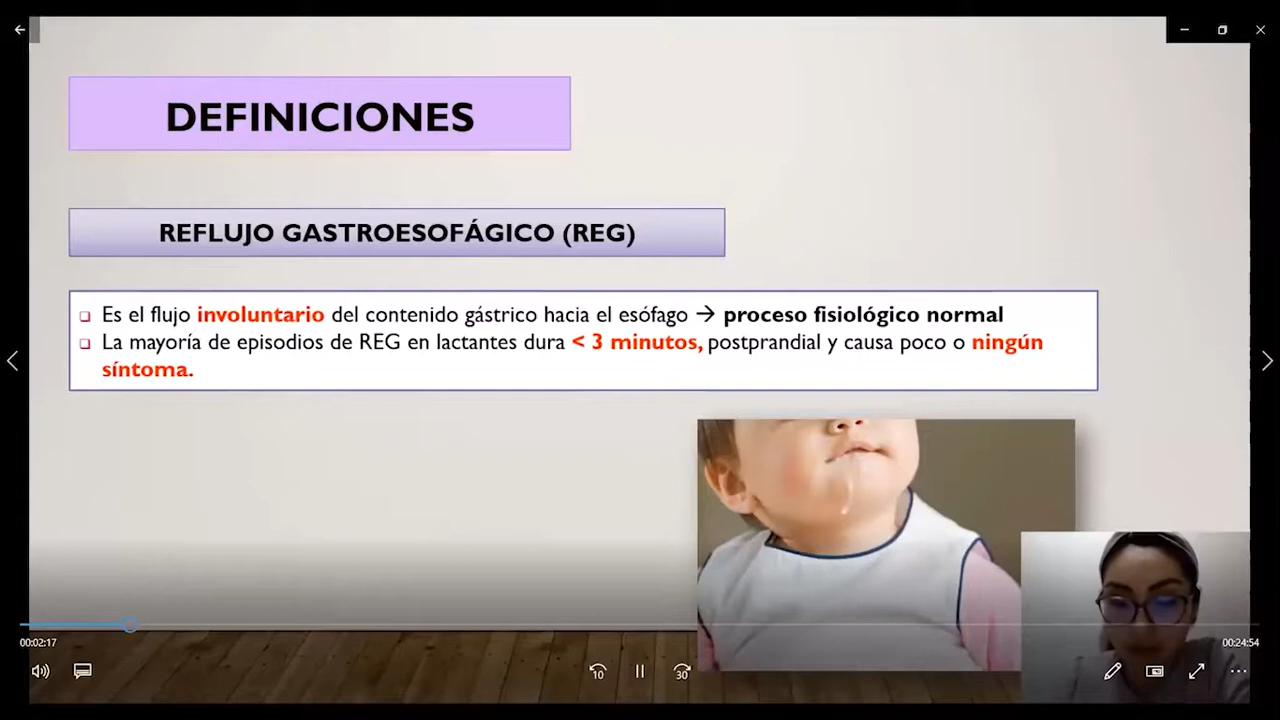 DEFINICIONES
REFLUJO GASTROESOFÁGICO (REG)
❑ Es el flujo involuntario del contenido gástrico hacia el esófago → proceso fisiológico normal
❑ La mayoría de episodios de REG en lactantes dura < 3 minutos, postprandial y causa poco o ningún
síntoma.
00:02:17
00:24:54
10
30